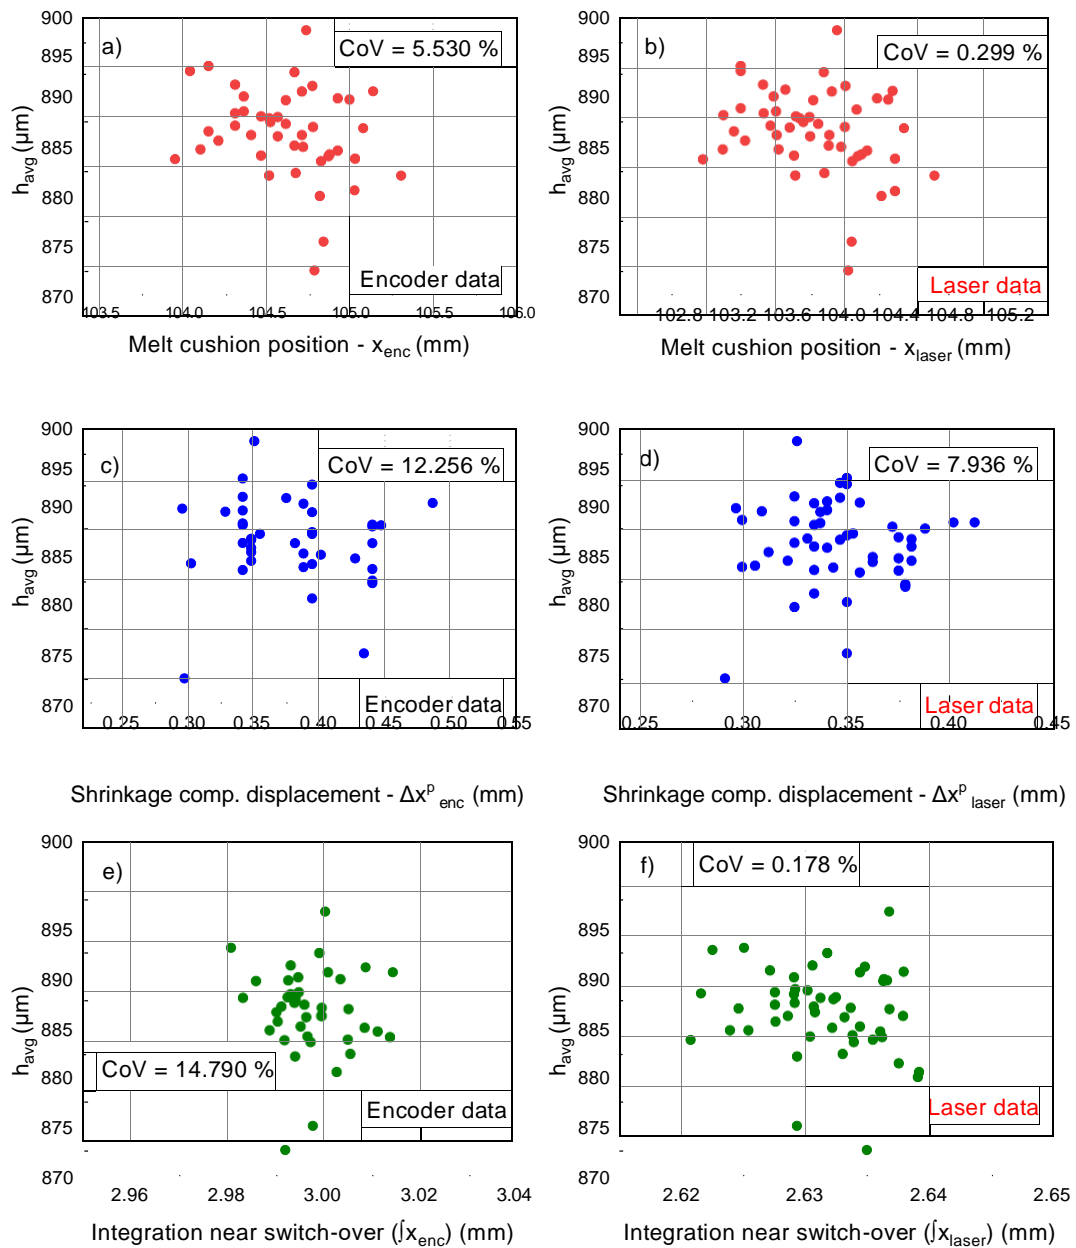 900
895
890
885
880
875
870
h_avg (µm)
a)
CoV = 5.530 %
Encoder data
103.5 104.0 104.5 105.0 105.5 106.0
Melt cushion position - x_enc (mm)
900
895
890
885
880
875
870
h_avg (µm)
b)
CoV = 0.299 %
Laser data
102.8 103.2 103.6 104.0 104.4 104.8 105.2
Melt cushion position - x_laser (mm)
900
895
890
885
880
875
870
h_avg (µm)
c)
CoV = 12.256 %
Encoder data
0.25 0.30 0.35 0.40 0.45 0.50 0.55
Shrinkage comp. displacement - Δx^p_enc (mm)
900
895
890
885
880
875
870
h_avg (µm)
d)
CoV = 7.936 %
Laser data
0.25 0.30 0.35 0.40 0.45
Shrinkage comp. displacement - Δx^p_laser (mm)
900
895
890
885
880
875
870
h_avg (µm)
e)
CoV = 14.790 %
Encoder data
2.96 2.98 3.00 3.02 3.04
Integration near switch-over (∫x_enc) (mm)
900
895
890
885
880
875
870
h_avg (µm)
f)
CoV = 0.178 %
Laser data
2.62 2.63 2.64 2.65
Integration near switch-over (∫x_laser) (mm)